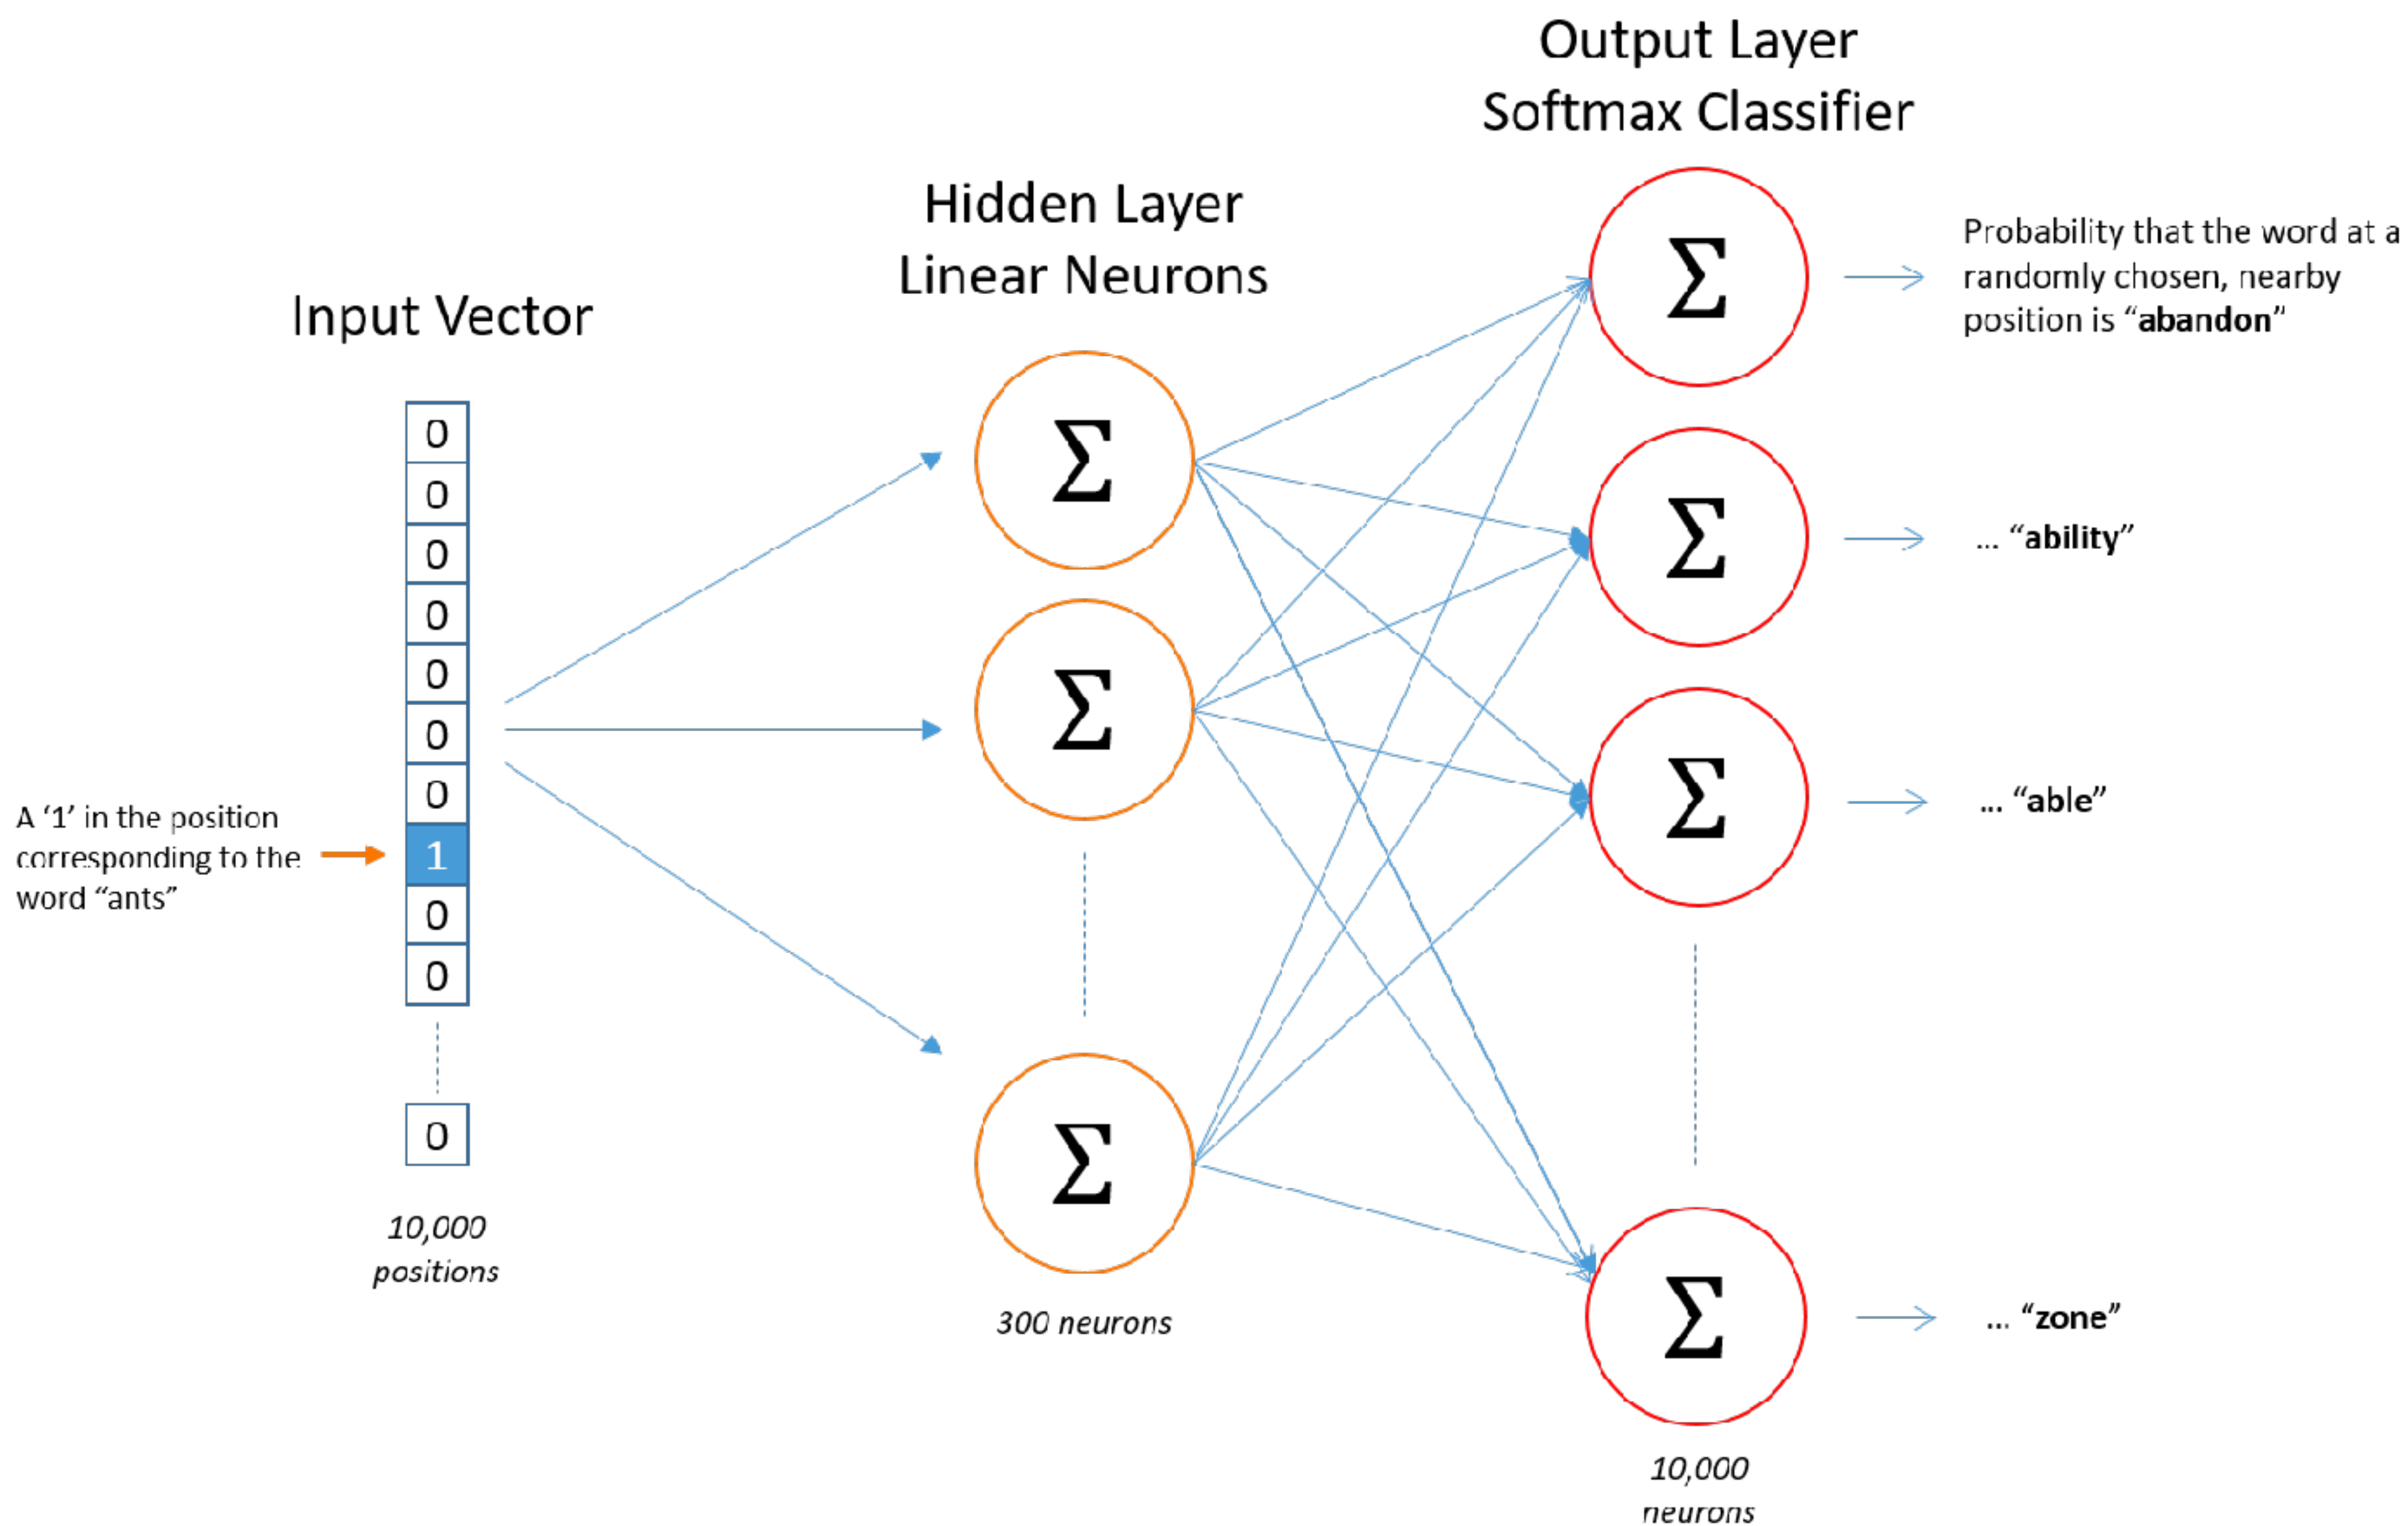 Output Layer
Softmax Classifier
Hidden Layer
Linear Neurons
Input Vector
0
0
0
0
0
0
0
1
0
0
0
A ‘1’ in the position
corresponding to the
word “ants”
10,000
positions
Σ
Σ
Σ
300 neurons
Σ
Σ
Σ
Σ
10,000
neurons
Probability that the word at a
randomly chosen, nearby
position is “abandon”
... “ability”
... “able”
... “zone”